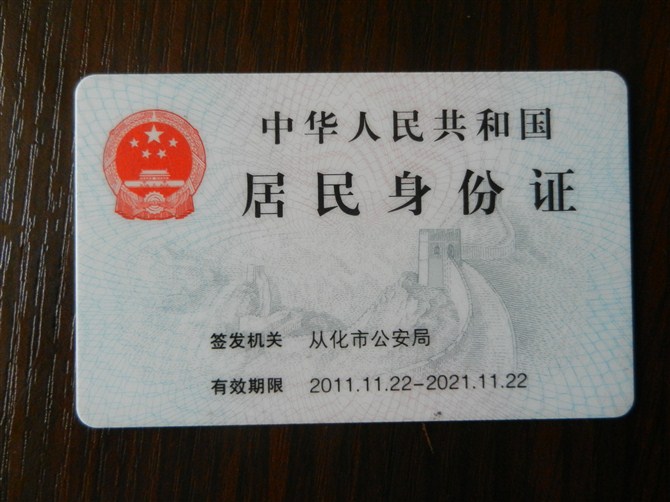 中华人民共和国
居民身份证
签发机关 从化市公安局
有效期限 2011.11.22-2021.11.22